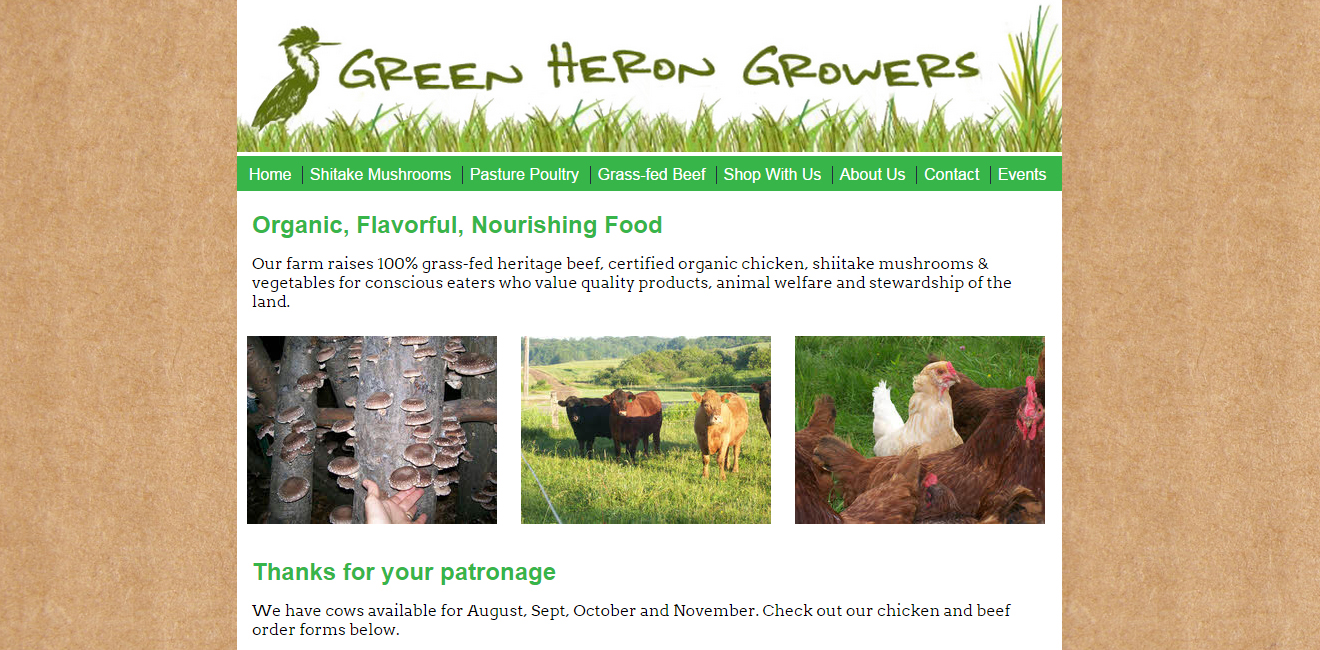 GREEN HERON GROWERS
Home Shitake Mushrooms Pasture Poultry Grass-fed Beef Shop With Us About Us Contact Events
Organic, Flavorful, Nourishing Food
Our farm raises 100% grass-fed heritage beef, certified organic chicken, shiitake mushrooms &
vegetables for conscious eaters who value quality products, animal welfare and stewardship of the
land.
Thanks for your patronage
We have cows available for August, Sept, October and November. Check out our chicken and beef
order forms below.